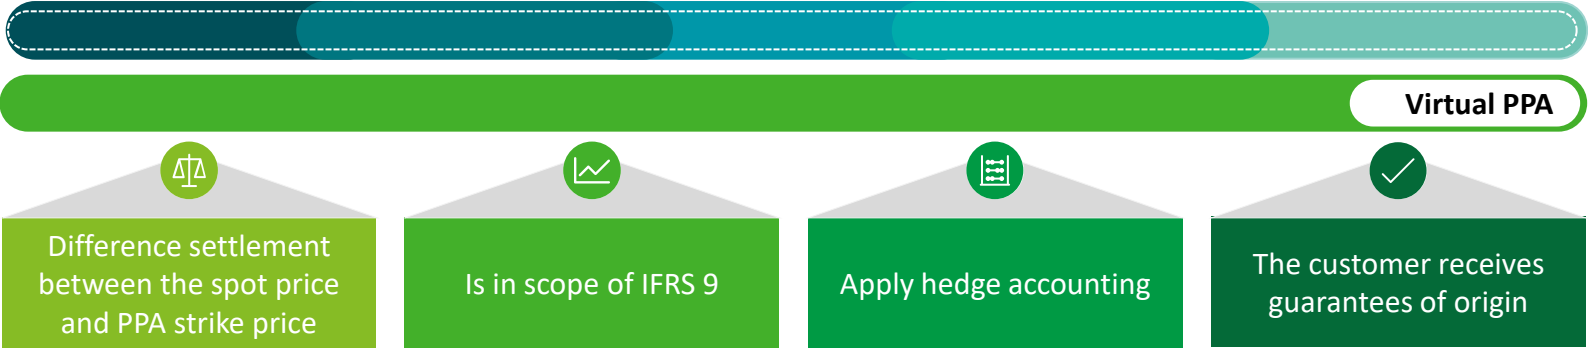 Virtual PPA
Difference settlement
between the spot price
and PPA strike price
Is in scope of IFRS 9
Apply hedge accounting
The customer receives
guarantees of origin